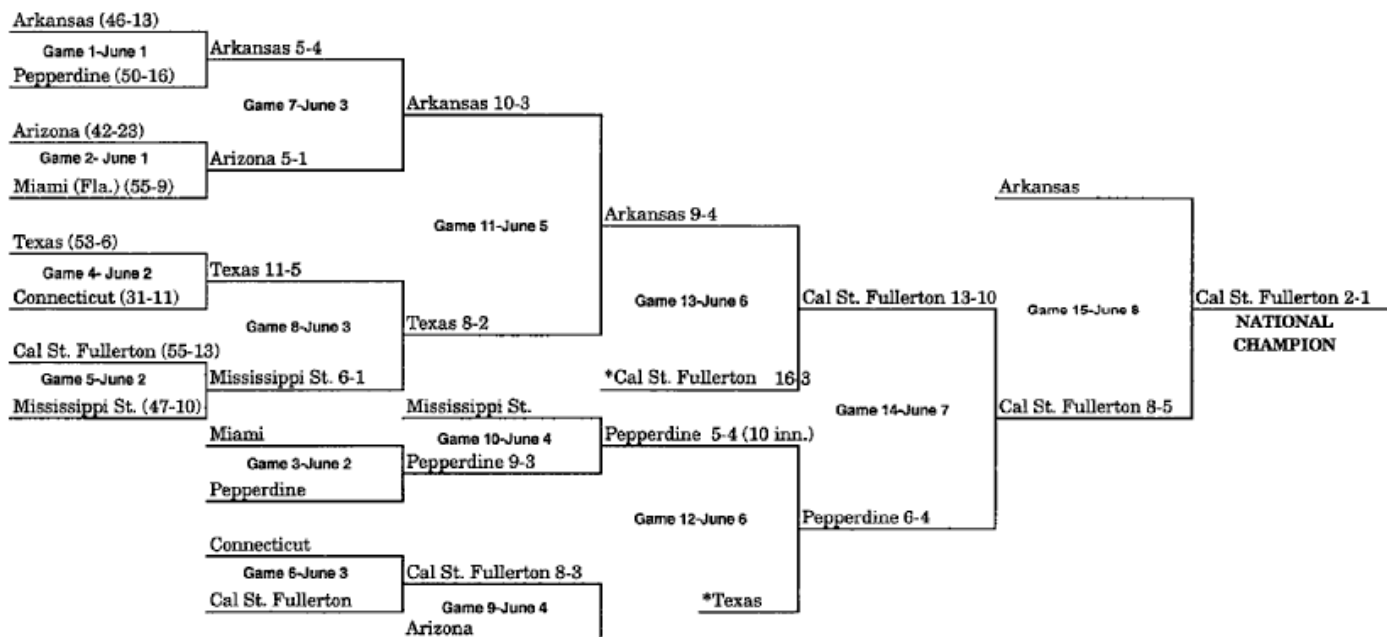 Arkansas (46-13)
Game 1-June 1
Pepperdine (50-16)
Arkansas 5-4
Game 7-June 3
Arkansas 10-3
Arizona (42-23)
Game 2- June 1
Miami (Fla.) (55-9)
Arizona 5-1
Game 11-June 5
Arkansas 9-4
Texas (53-6)
Game 4- June 2
Connecticut (31-11)
Texas 11-5
Game 8-June 3
Texas 8-2
Cal St. Fullerton (55-13)
Game 5-June 2
Mississippi St. (47-10)
Mississippi St. 6-1
Game 13-June 6
*Cal St. Fullerton 16-3
Cal St. Fullerton 13-10
Mississippi St.
Game 10-June 4
Pepperdine 9-3
Miami
Game 3-June 2
Pepperdine
Pepperdine 5-4 (10 inn.)
Game 12-June 6
*Texas
Pepperdine 6-4
Game 14-June 7
Cal St. Fullerton 8-5
Connecticut
Game 6-June 3
Cal St. Fullerton
Cal St. Fullerton 8-3
Game 9-June 4
Arizona
Arkansas
Game 15-June 8
Cal St. Fullerton 2-1
NATIONAL
CHAMPION